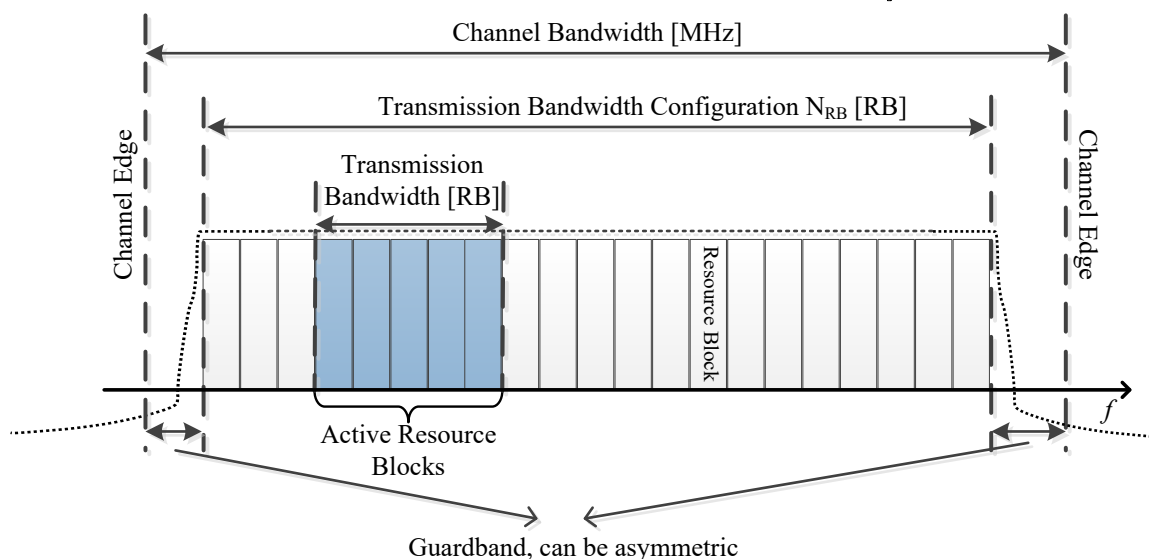 Channel Bandwidth [MHz]
Transmission Bandwidth Configuration N_RB [RB]
Transmission
Bandwidth [RB]
Channel Edge
Channel Edge
Resource Block
f
Active Resource
Blocks
Guardband, can be asymmetric